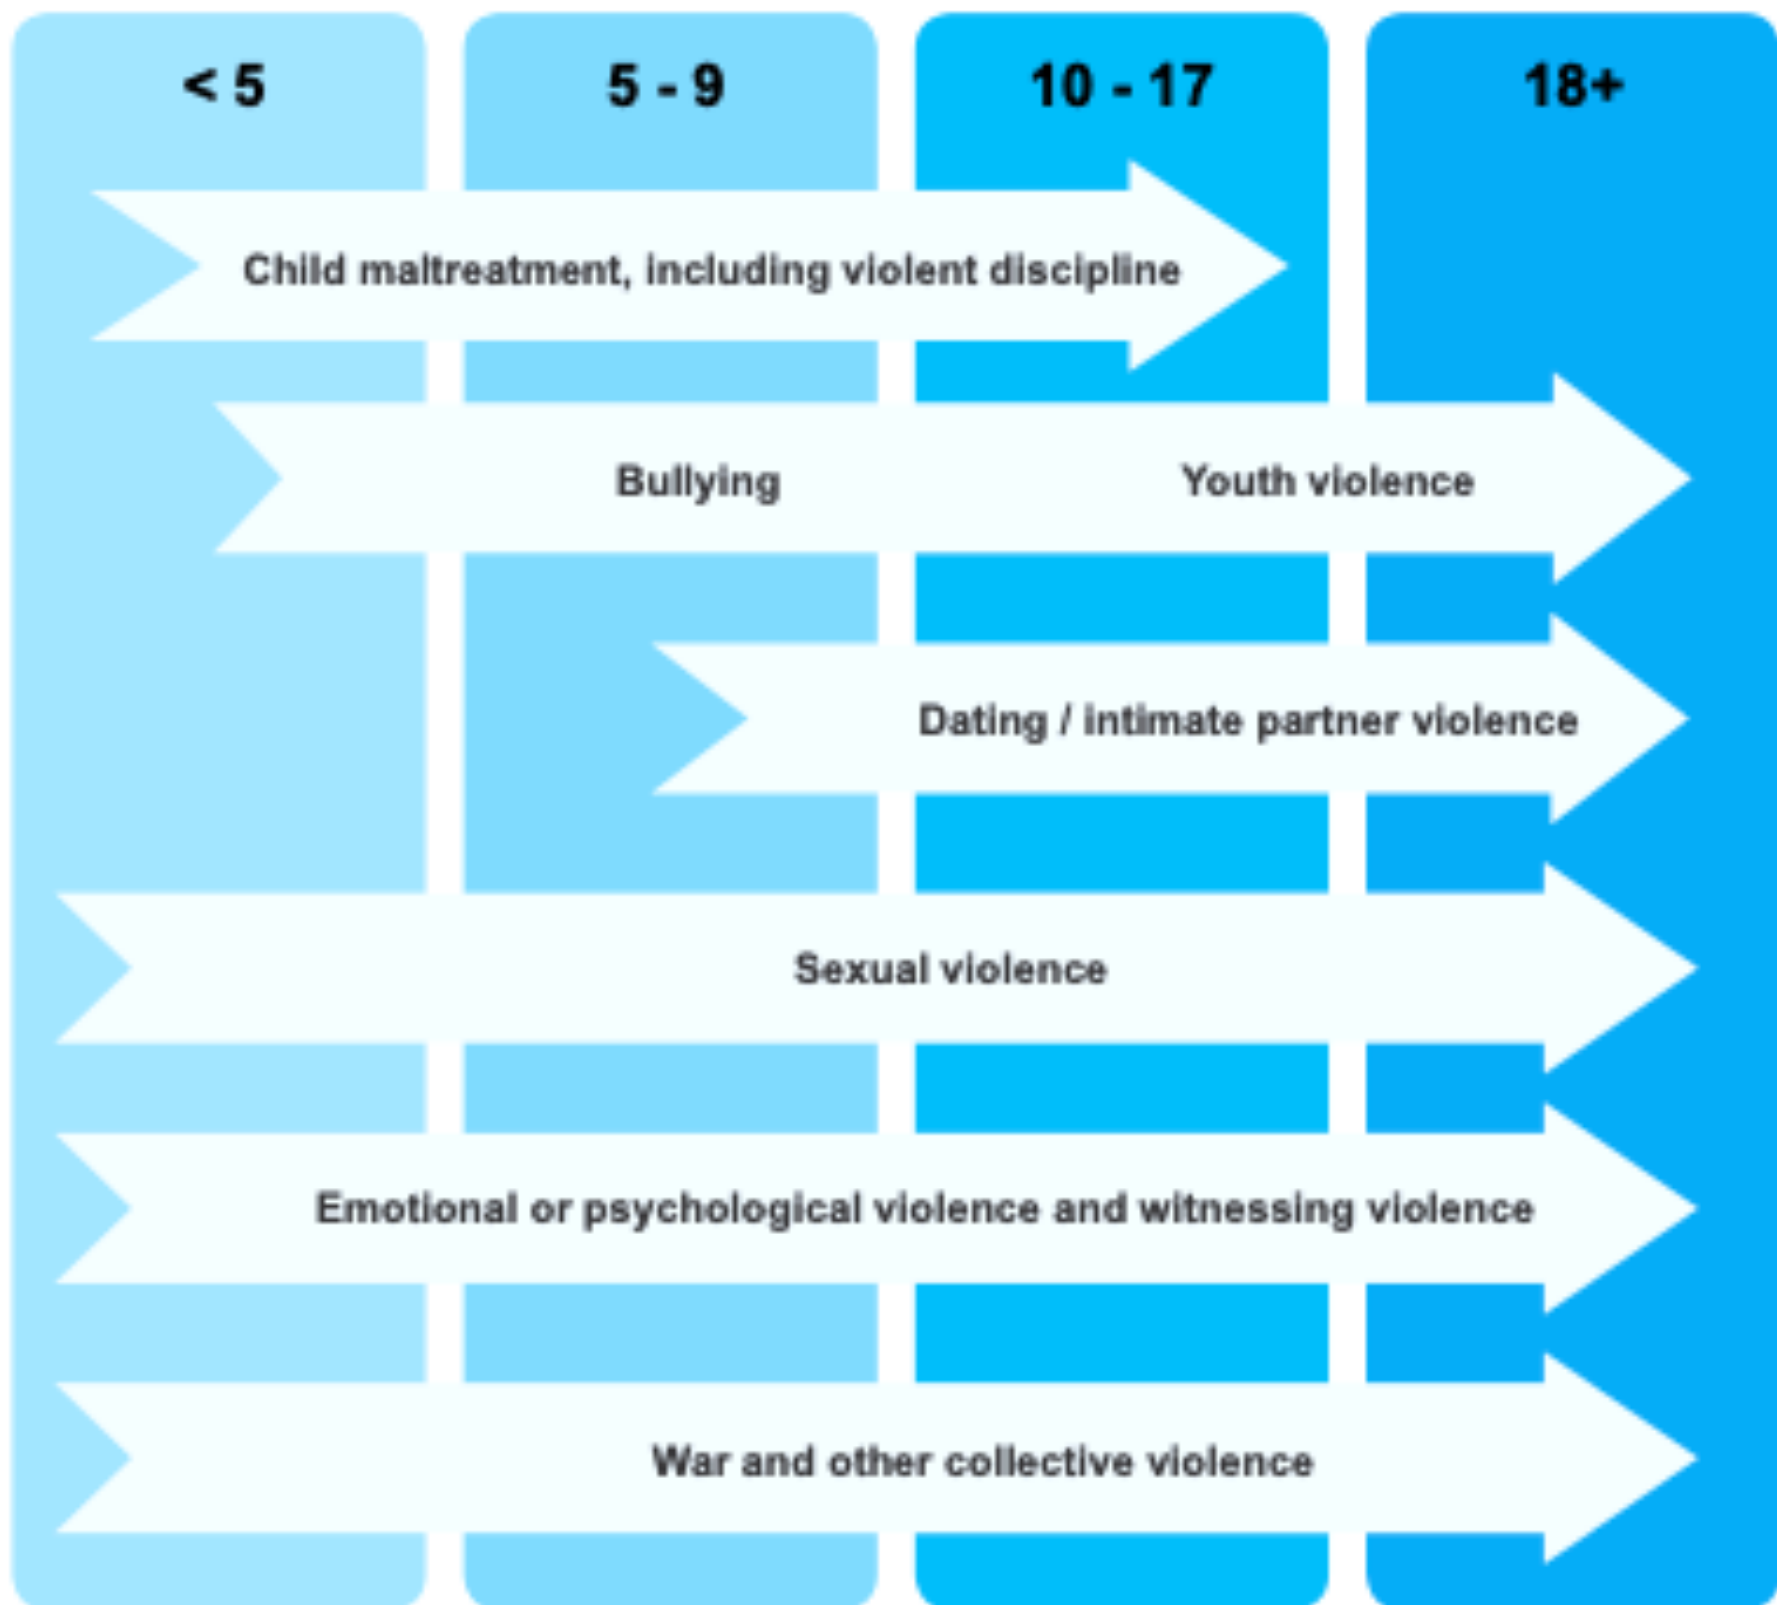 < 5
5 - 9
10 - 17
18+
Child maltreatment, including violent discipline
Bullying
Youth violence
Dating / intimate partner violence
Sexual violence
Emotional or psychological violence and witnessing violence
War and other collective violence